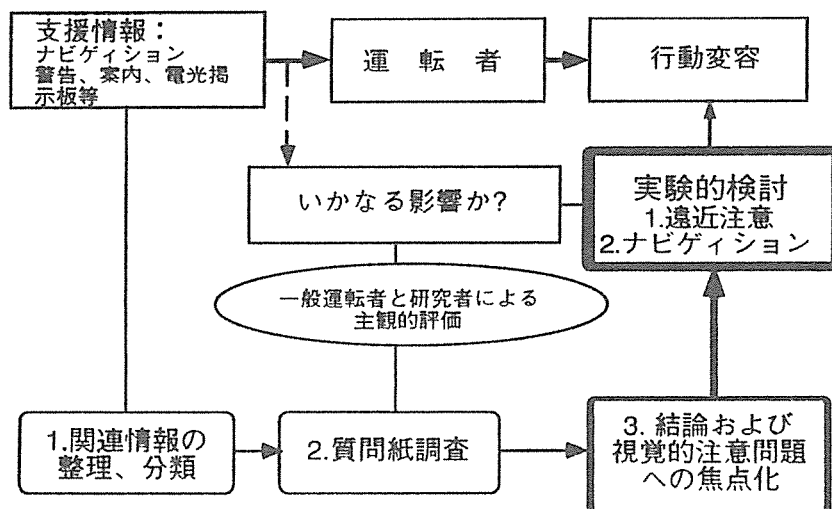 支援情報：
ナビゲィション
警告、案内、電光掲
示板等
運　転　者
行動変容
いかなる影響か?
実験的検討
1.遠近注意
2.ナビゲィション
一般運転者と研究者による
主観的評価
1.関連情報の
整理、分類
2.質問紙調査
3. 結論および
視覚的注意問題
への焦点化